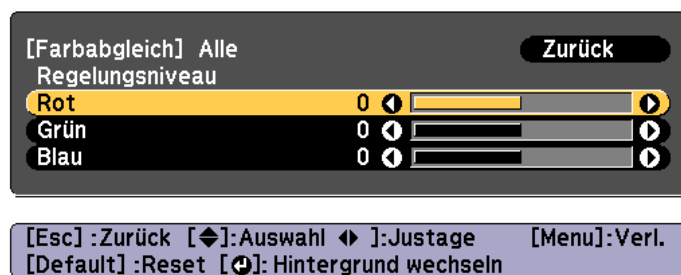 [Farbabgleich] Alle Zurück
Regelungsniveau
Rot 0
Grün 0
Blau 0
[Esc] :Zurück [◆]:Auswahl ◆ ]:Justage [Menu]:Verl.
[Default] :Reset [↵]: Hintergrund wechseln